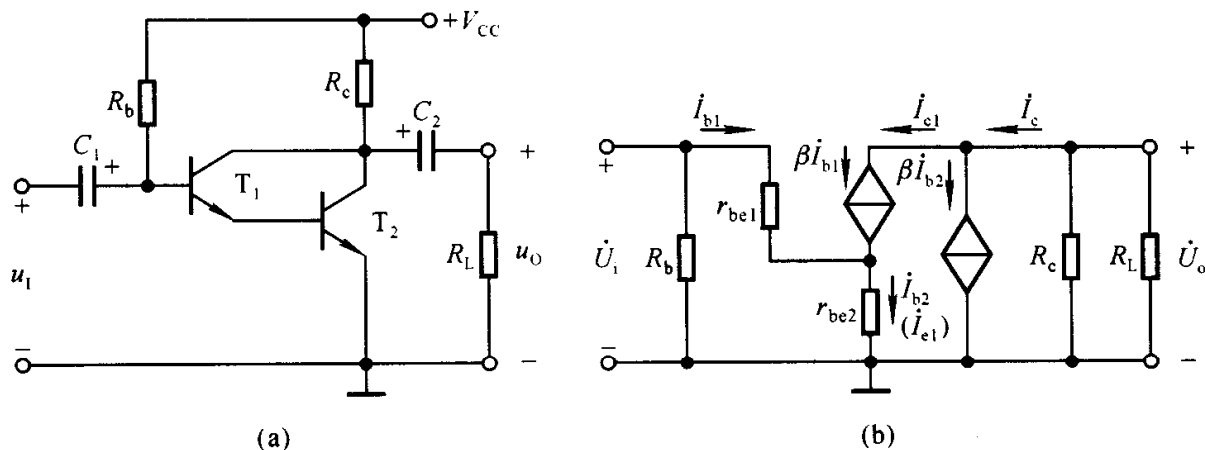 +V_CC
R_b
R_c
C_1
+
+
C_2
+
T_1
T_2
+
u_I
R_L
u_O
−
−
(a)
İ_b1
İ_c1
İ_c
+
βİ_b1
βİ_b2
+
r_be1
U̇_i
R_b
R_c
R_L
U̇_o
r_be2
İ_b2
(İ_e1)
−
−
(b)